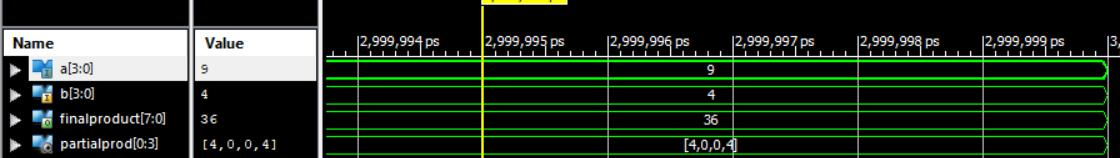 2,999,994 ps 2,999,995 ps 2,999,996 ps 2,999,997 ps 2,999,998 ps 2,999,999 ps 3,
Name Value
a[3:0] 9 9
b[3:0] 4 4
finalproduct[7:0] 36 36
partialprod[0:3] [4,0,0,4] [4,0,0,4]